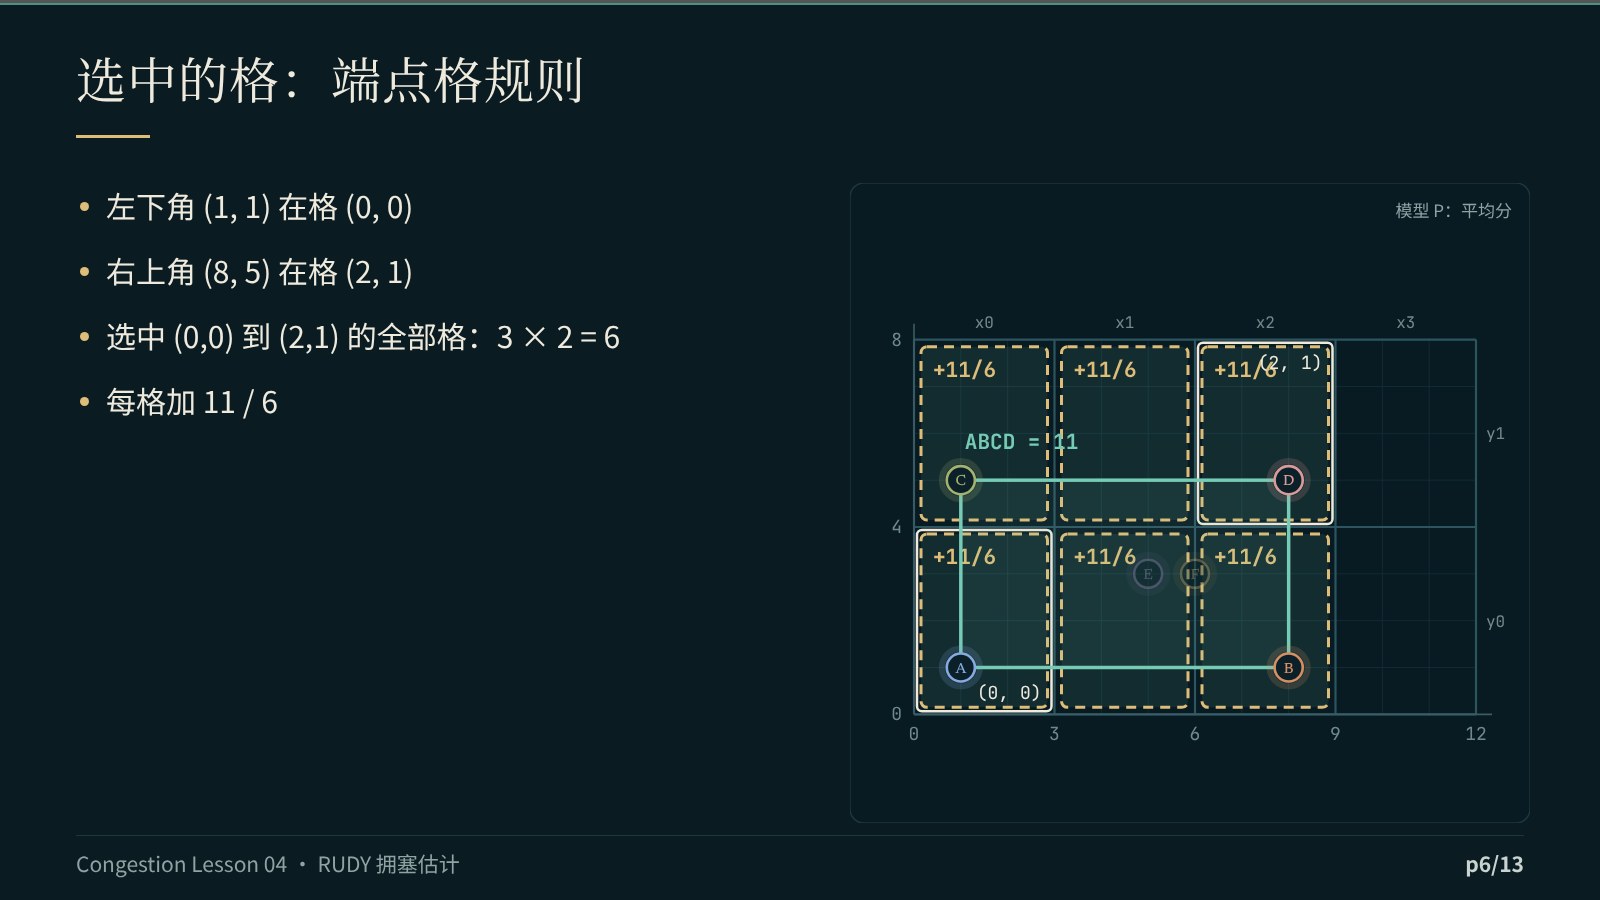 选中的格：端点格规则
• 左下角 (1, 1) 在格 (0, 0)
• 右上角 (8, 5) 在格 (2, 1)
• 选中 (0,0) 到 (2,1) 的全部格：3 × 2 = 6
• 每格加 11 / 6
模型 P：平均分
x0 x1 x2 x3
8
+11/6 +11/6 +11/6 (2, 1)
y1
ABCD = 11
C D
4
+11/6 +11/6 +11/6
E F
y0
A B
(0, 0)
0
0 3 6 9 12
Congestion Lesson 04 • RUDY 拥塞估计
p6/13